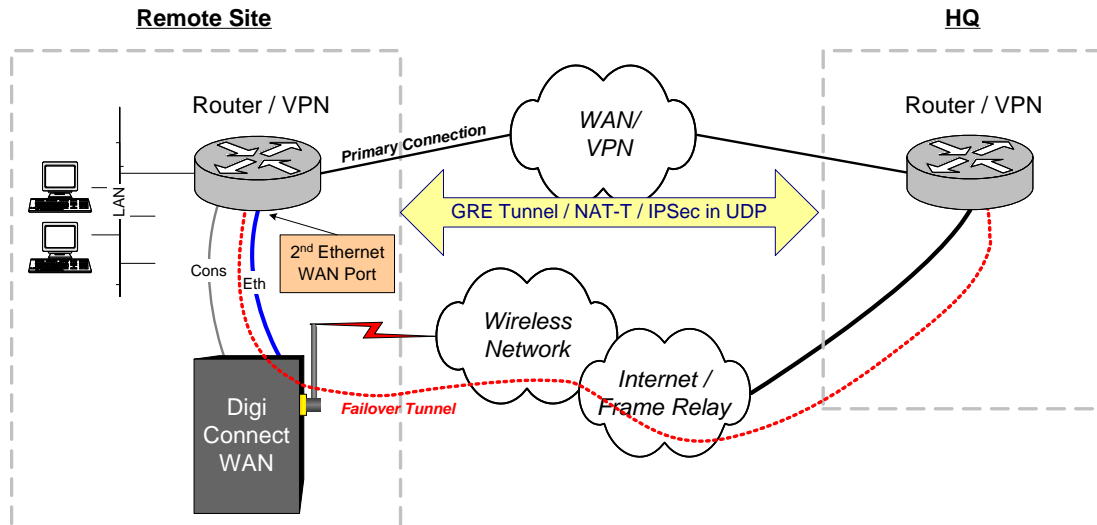 Remote Site
HQ
Router / VPN
Router / VPN
Primary Connection
WAN/
VPN
LAN
GRE Tunnel / NAT-T / IPSec in UDP
2nd Ethernet
WAN Port
Cons
Eth
Wireless
Network
Internet /
Frame Relay
Failover Tunnel
Digi
Connect
WAN